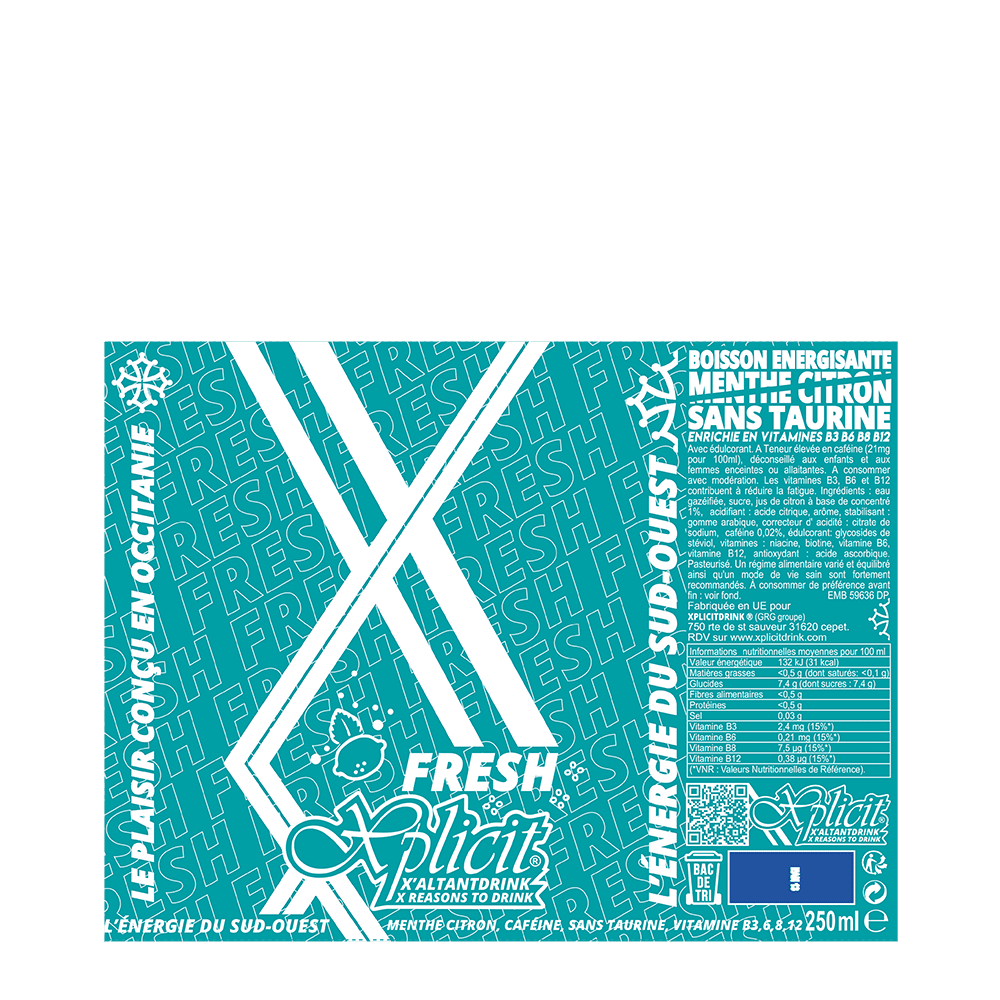 LE PLAISIR CONÇU EN OCCITANIE
FRESH
Xplicit®
X'ALTANTDRINK
X REASONS TO DRINK
L'ÉNERGIE DU SUD-OUEST
MENTHE CITRON, CAFÉINE, SANS TAURINE, VITAMINE B3,6,8,12
L'ÉNERGIE DU SUD-OUEST
BOISSON ENERGISANTE
MENTHE CITRON
SANS TAURINE
ENRICHIE EN VITAMINES B3 B6 B8 B12
Avec édulcorant. A Teneur élevée en caféine (21mg
pour 100ml), déconseillé aux enfants et aux
femmes enceintes ou allaitantes. A consommer
avec modération. Les vitamines B3, B6 et B12
contribuent à réduire la fatigue. Ingrédients : eau
gazéifiée, sucre, jus de citron à base de concentré
1%, acidifiant : acide citrique, arôme, stabilisant :
gomme arabique, correcteur d' acidité : citrate de
sodium, caféine 0,02%, édulcorant: glycosides de
stéviol, vitamines : niacine, biotine, vitamine B6,
vitamine B12, antioxydant : acide ascorbique.
Pasteurisé. Un régime alimentaire varié et équilibré
ainsi qu'un mode de vie sain sont fortement
recommandés. A consommer de préférence avant
fin : voir fond. EMB 59636 DP
Fabriquée en UE pour
XPLICITDRINK ® (GRG groupe)
750 rte de st sauveur 31620 cepet.
RDV sur www.xplicitdrink.com
Informations nutritionnelles moyennes pour 100 ml
Valeur énergétique 132 kJ (31 kcal)
Matières grasses <0,5 g (dont saturés: <0,1 g)
Glucides 7,4 g (dont sucres : 7,4 g)
Fibres alimentaires <0,5 g
Protéines <0,5 g
Sel 0,03 g
Vitamine B3 2,4 mg (15%*)
Vitamine B6 0,21 mg (15%*)
Vitamine B8 7,5 µg (15%*)
Vitamine B12 0,38 µg (15%*)
(*VNR : Valeurs Nutritionnelles de Référence).
Xplicit®
X'ALTANTDRINK
X REASONS TO DRINK
BAC
DE
TRI
250 ml e